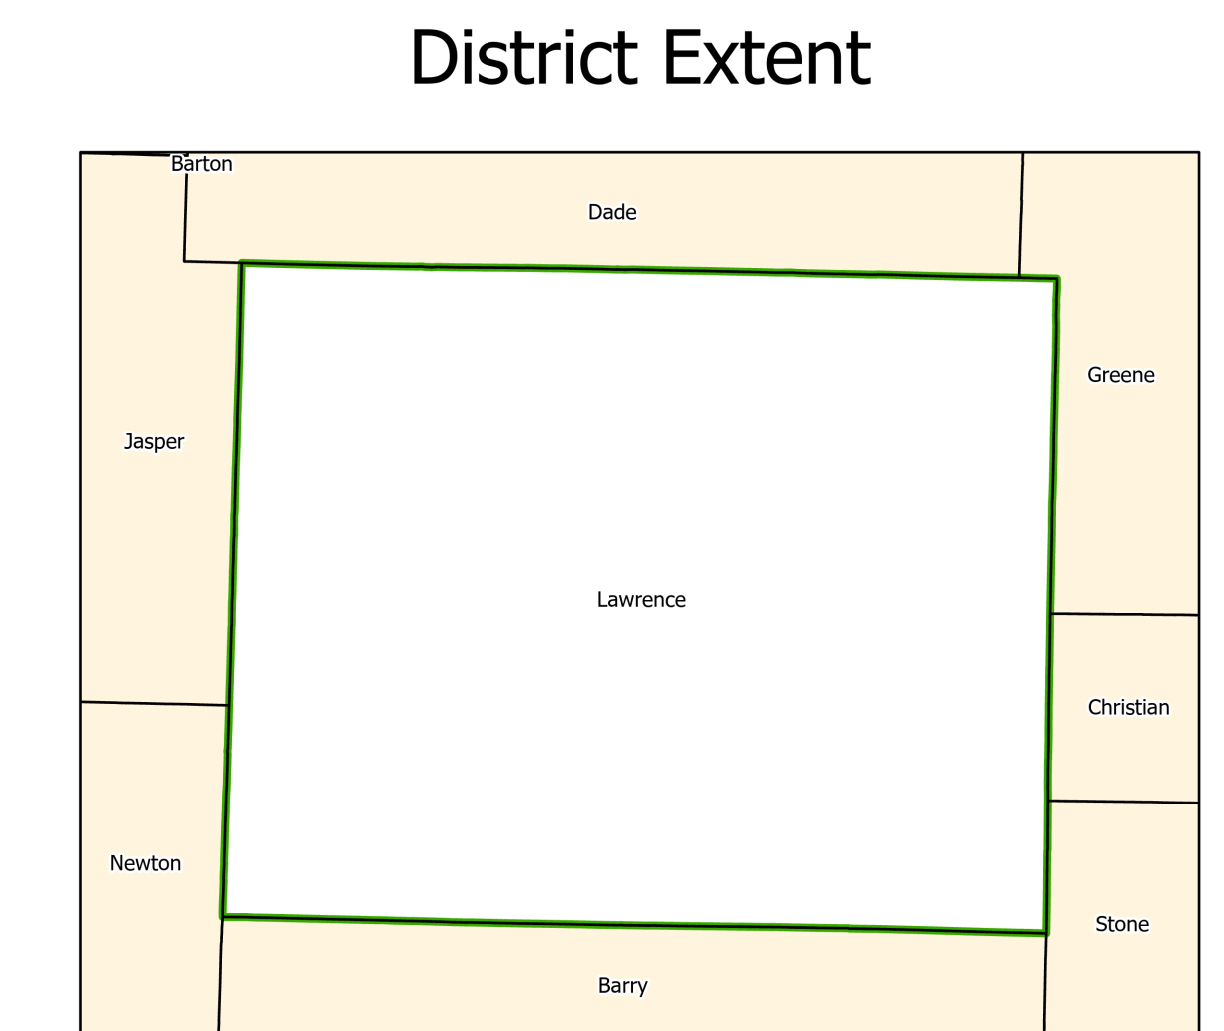 District Extent
Barton
Dade
Greene
Jasper
Lawrence
Christian
Newton
Stone
Barry